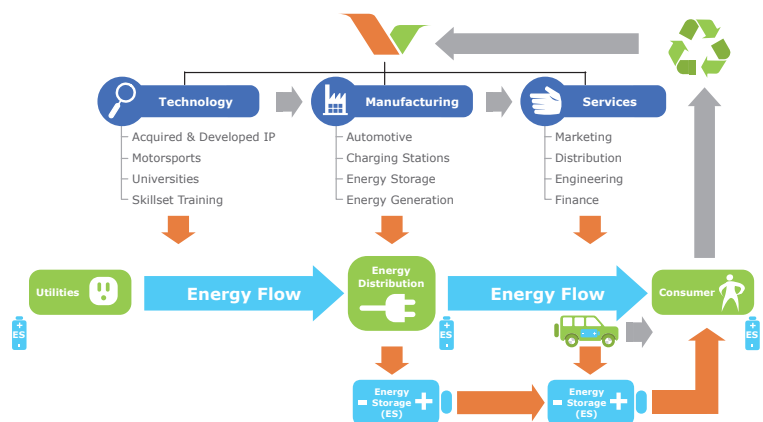 Technology
Manufacturing
Services
Acquired & Developed IP
Motorsports
Universities
Skillset Training
Automotive
Charging Stations
Energy Storage
Energy Generation
Marketing
Distribution
Engineering
Finance
Utilities
Energy Flow
Energy
Distribution
Energy Flow
Consumer
+
ES
-
+
ES
-
+
ES
-
- +
Energy
Storage
(ES)
Energy
Storage
(ES)